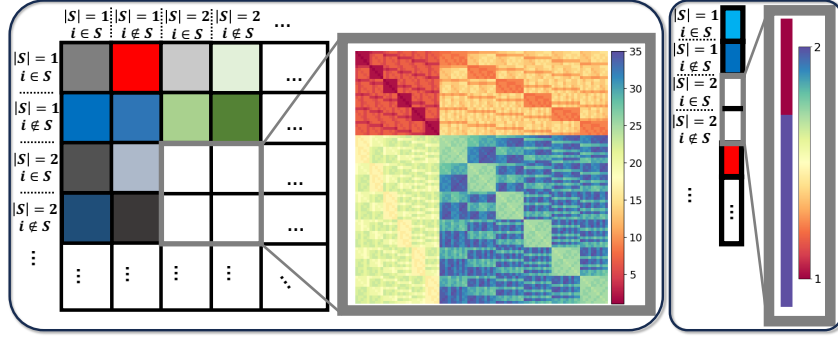 |S| = 1 |S| = 1 |S| = 2 |S| = 2 ...
i ∈ S i ∉ S i ∈ S i ∉ S
|S| = 1
i ∈ S
...
|S| = 1
i ∉ S
...
|S| = 2
i ∈ S
...
|S| = 2
i ∉ S
...
... ... ... ... ...
35
30
25
20
15
10
5
|S| = 1
i ∈ S
|S| = 1
i ∉ S
|S| = 2
i ∈ S
|S| = 2
i ∉ S
...
...
2
1